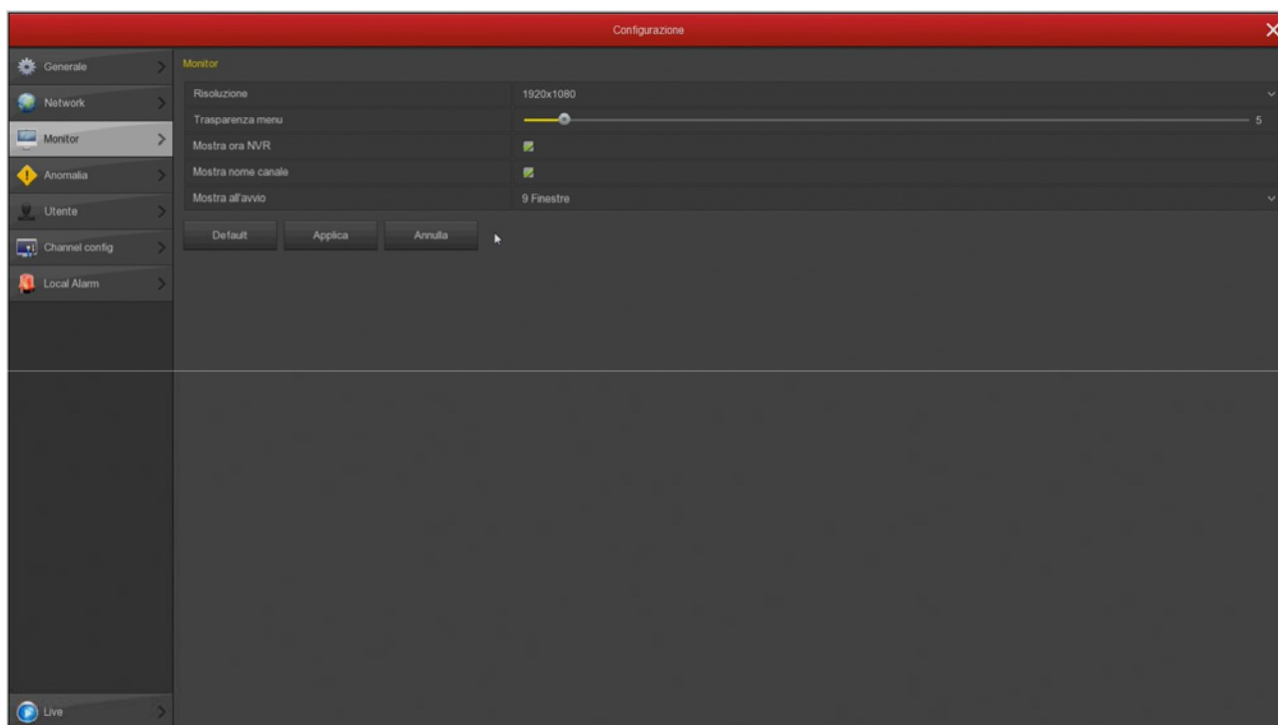 Configurazione
Generale
Network
Monitor
Anomalia
Utente
Channel config
Local Alarm
Live
Monitor
Risoluzione 1920x1080
Trasparenza menu 5
Mostra ora NVR
Mostra nome canale
Mostra all'avvio 9 Finestre
Default Applica Annulla